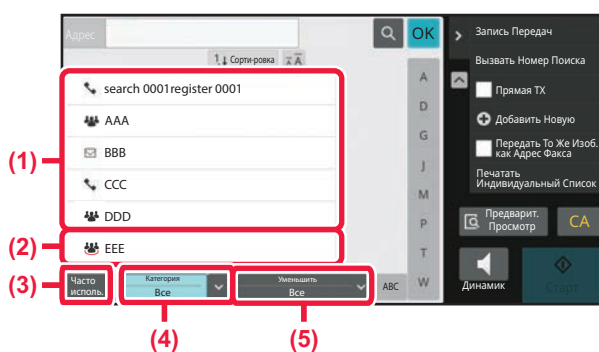 Адрес
OK
1↓ Сорти-ровка
search 0001register 0001
AAA
BBB
CCC
DDD
EEE
(1)
(2)
(3)
Часто
исполь.
Категория
Все
Уменьшить
Все
ABC
(4)
(5)
A
D
G
J
M
P
T
W
Запись Передач
Вызвать Номер Поиска
Прямая TX
Добавить Новую
Передать То Же Изоб.
как Адрес Факса
Печатать
Индивидуальный Список
Предварит.
Просмотр
CA
Динамик
Старт